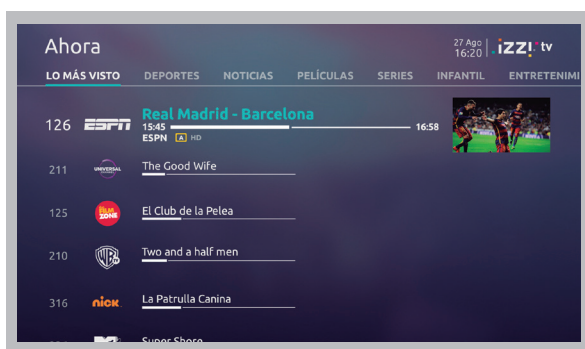 Ahora
27 Ago
16:20
izzi tv
LO MÁS VISTO DEPORTES NOTICIAS PELÍCULAS SERIES INFANTIL ENTRETENIMI
126 ESPN Real Madrid - Barcelona
15:45 16:58
ESPN A HD
211 UNIVERSAL The Good Wife
125 FILM ZONE El Club de la Pelea
210 WB Two and a half men
316 nick La Patrulla Canina
Super Shore